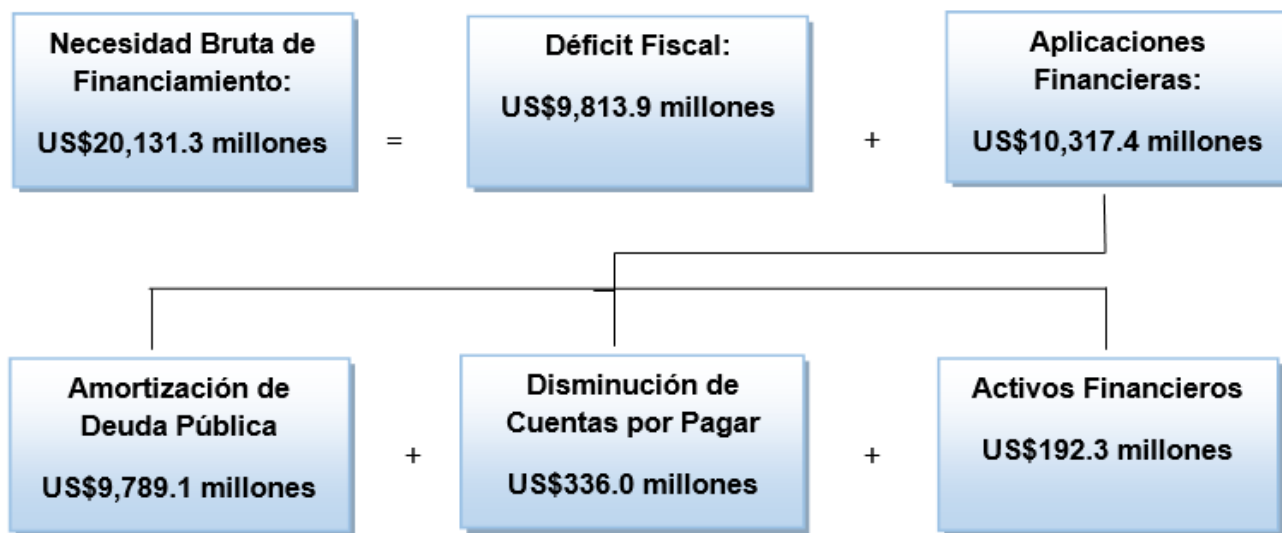 Necesidad Bruta de
Financiamiento:
US$20,131.3 millones
=
Déficit Fiscal:
US$9,813.9 millones
+
Aplicaciones
Financieras:
US$10,317.4 millones
Amortización de
Deuda Pública
US$9,789.1 millones
+
Disminución de
Cuentas por Pagar
US$336.0 millones
+
Activos Financieros
US$192.3 millones